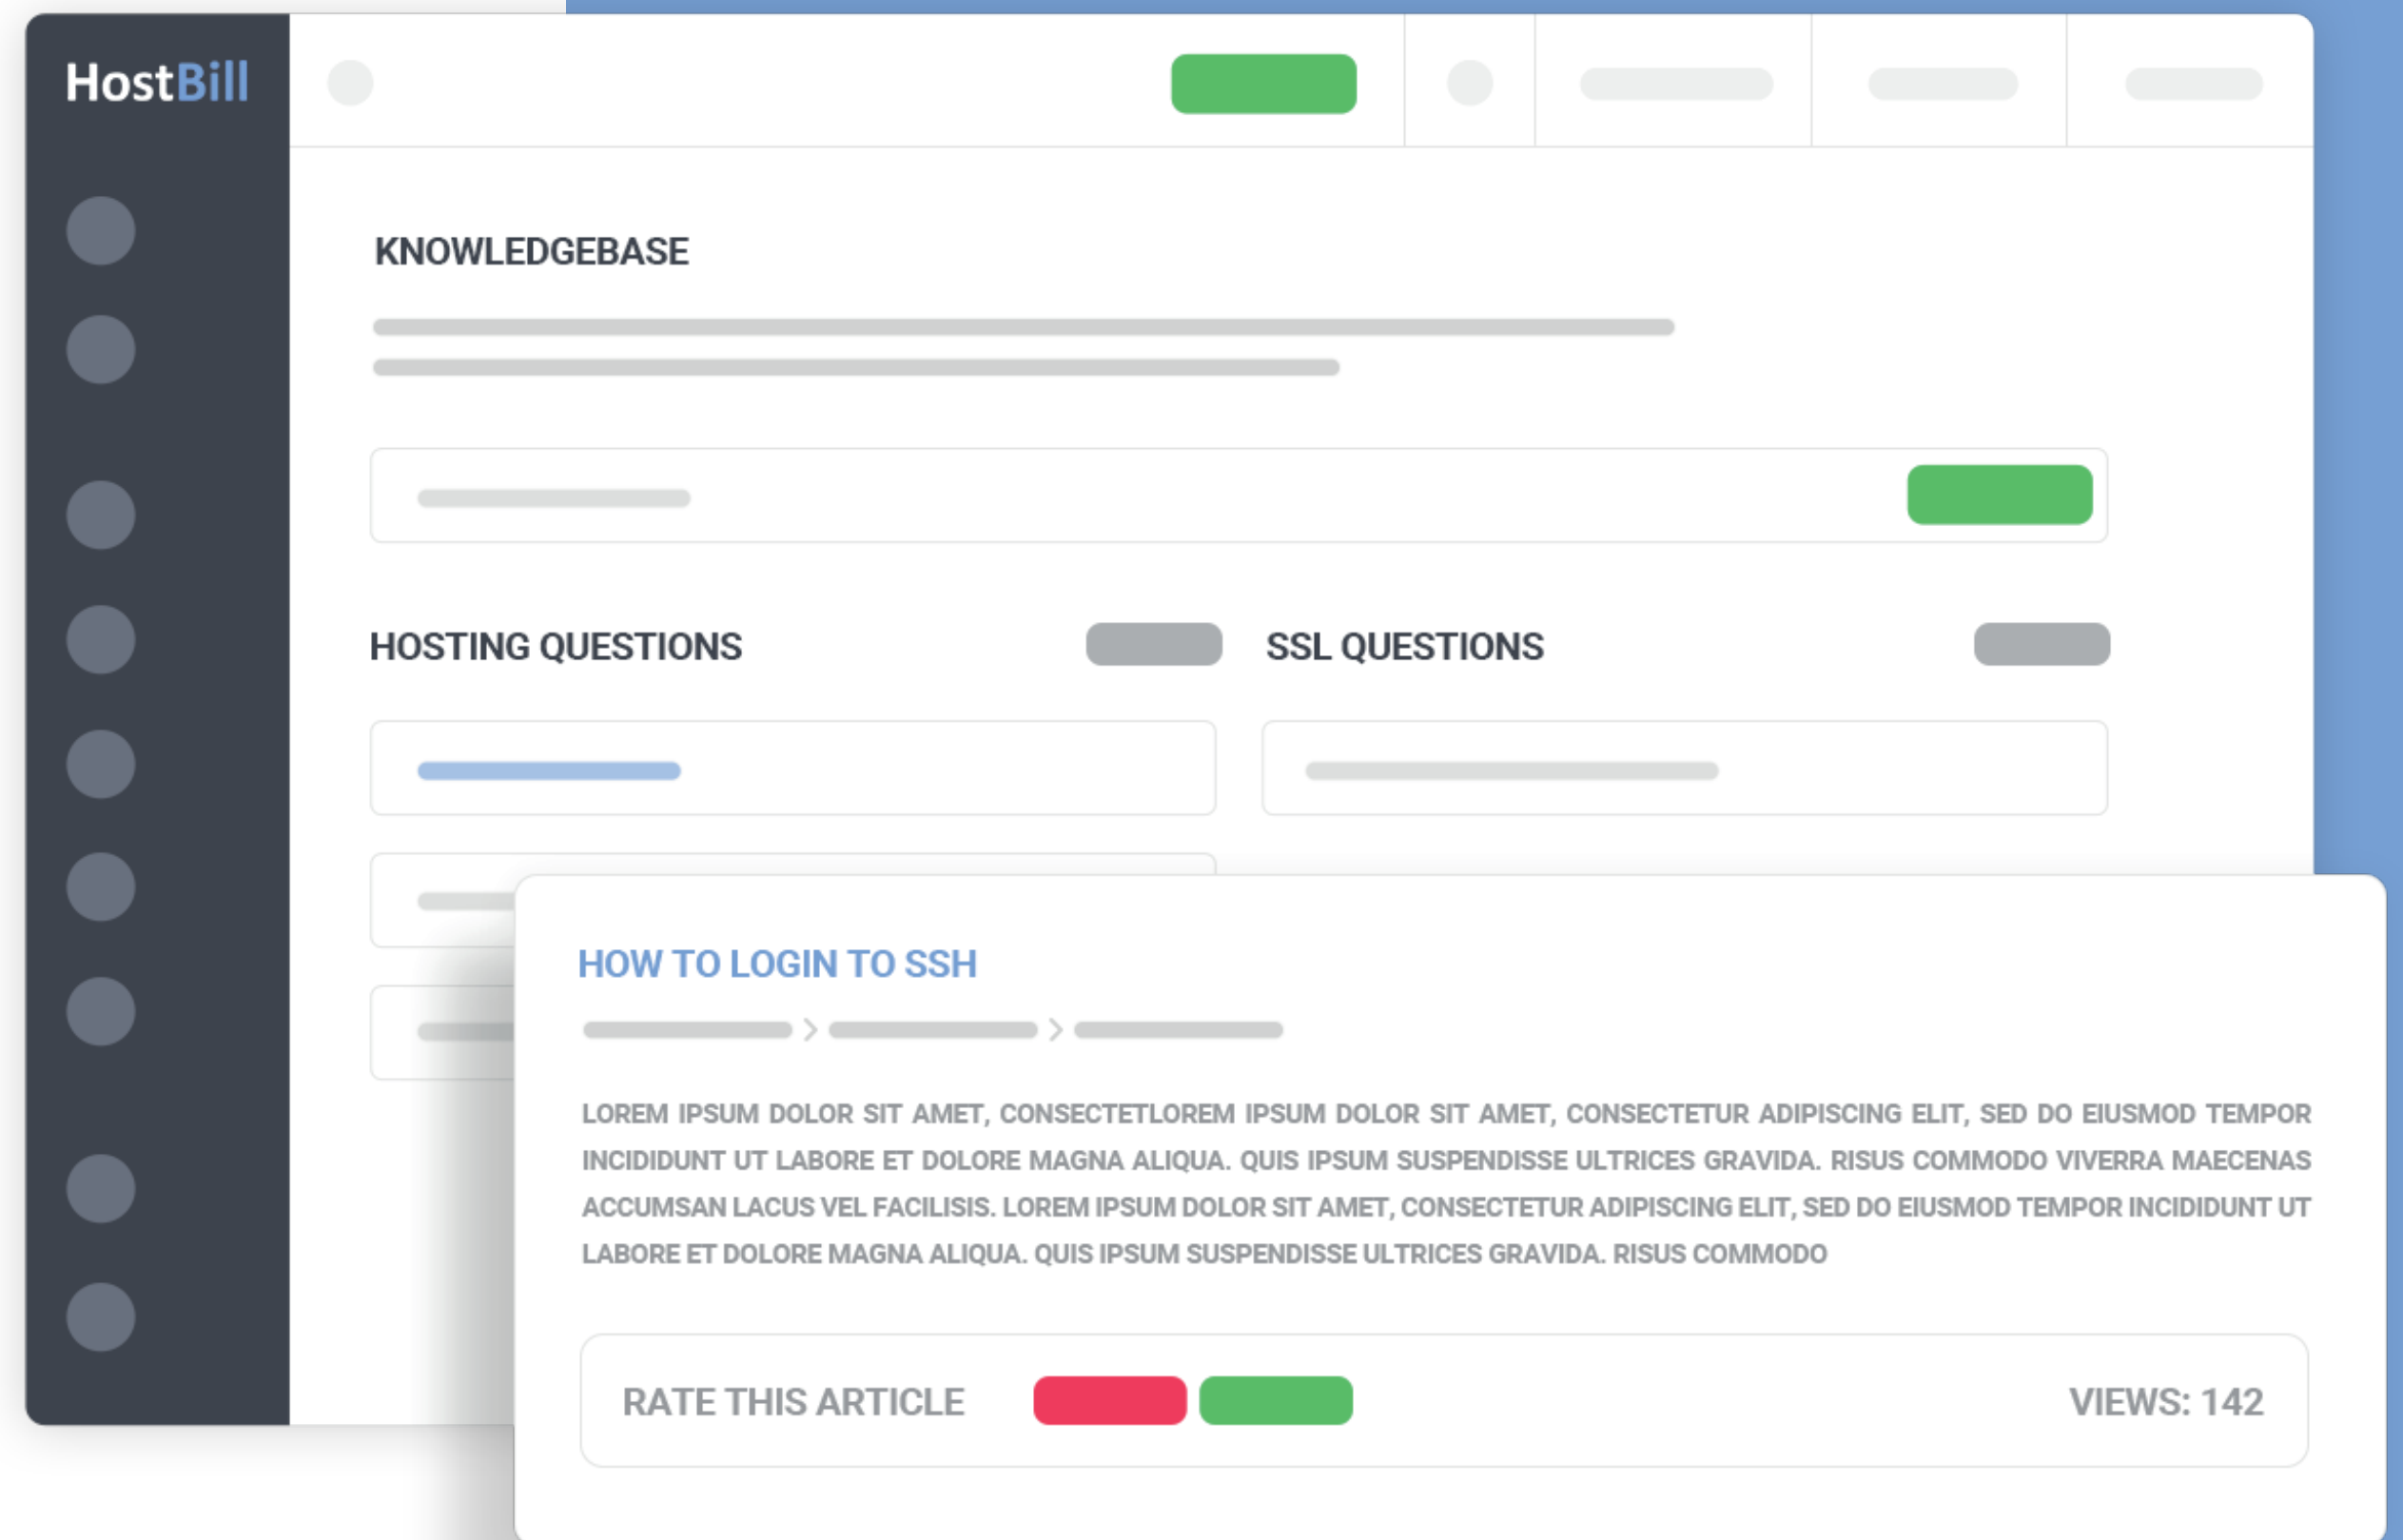 HostBill
KNOWLEDGEBASE
HOSTING QUESTIONS
SSL QUESTIONS
HOW TO LOGIN TO SSH
LOREM IPSUM DOLOR SIT AMET, CONSECTETLOREM IPSUM DOLOR SIT AMET, CONSECTETUR ADIPISCING ELIT, SED DO EIUSMOD TEMPOR
INCIDIDUNT UT LABORE ET DOLORE MAGNA ALIQUA. QUIS IPSUM SUSPENDISSE ULTRICES GRAVIDA. RISUS COMMODO VIVERRA MAECENAS
ACCUMSAN LACUS VEL FACILISIS. LOREM IPSUM DOLOR SIT AMET, CONSECTETUR ADIPISCING ELIT, SED DO EIUSMOD TEMPOR INCIDIDUNT UT
LABORE ET DOLORE MAGNA ALIQUA. QUIS IPSUM SUSPENDISSE ULTRICES GRAVIDA. RISUS COMMODO
RATE THIS ARTICLE
VIEWS: 142